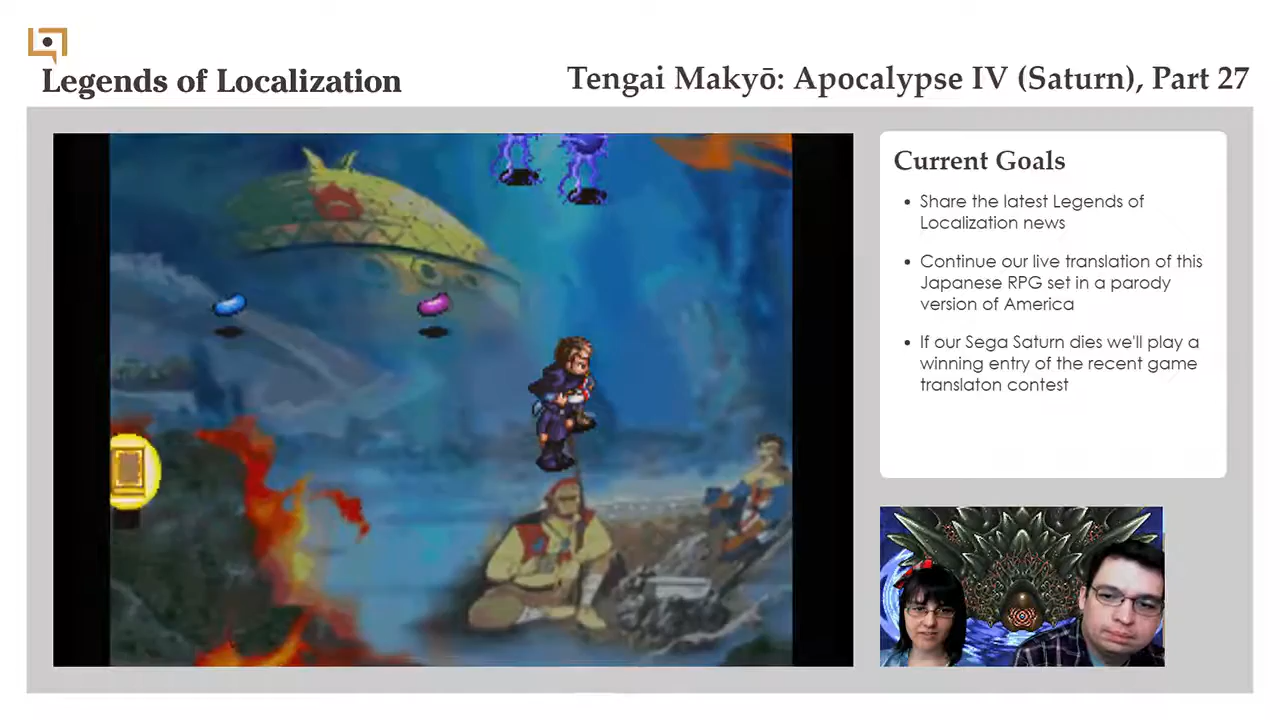 Legends of Localization
Tengai Makyō: Apocalypse IV (Saturn), Part 27
Current Goals
• Share the latest Legends of
Localization news
• Continue our live translation of this
Japanese RPG set in a parody
version of America
• If our Sega Saturn dies we'll play a
winning entry of the recent game
translaton contest